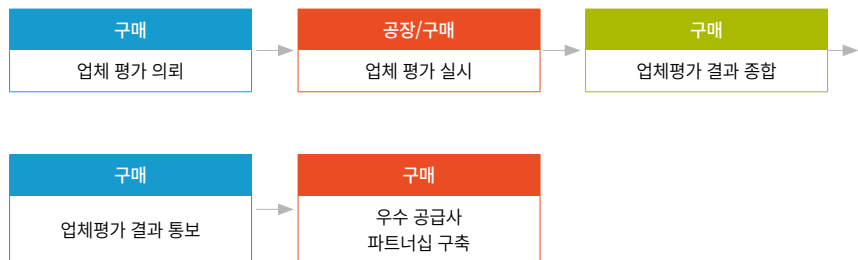 구매
업체 평가 의뢰
공장/구매
업체 평가 실시
구매
업체평가 결과 종합
구매
업체평가 결과 통보
구매
우수 공급사
파트너십 구축